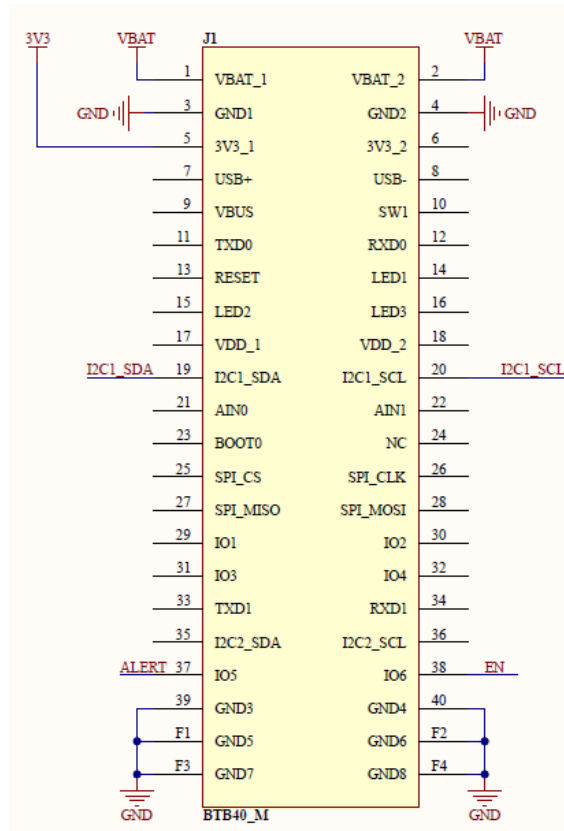 3V3 VBAT J1 VBAT
1 VBAT_1 VBAT_2 2
GND 3 GND1 GND2 4 GND
5 3V3_1 3V3_2 6
7 USB+ USB- 8
9 VBUS SW1 10
11 TXD0 RXD0 12
13 RESET LED1 14
15 LED2 LED3 16
17 VDD_1 VDD_2 18
I2C1_SDA 19 I2C1_SDA I2C1_SCL 20 I2C1_SCL
21 AIN0 AIN1 22
23 BOOT0 NC 24
25 SPI_CS SPI_CLK 26
27 SPI_MISO SPI_MOSI 28
29 IO1 IO2 30
31 IO3 IO4 32
33 TXD1 RXD1 34
35 I2C2_SDA I2C2_SCL 36
ALERT 37 IO5 IO6 38 EN
39 GND3 GND4 40
F1 GND5 GND6 F2
F3 GND7 GND8 F4
GND BTB40_M GND